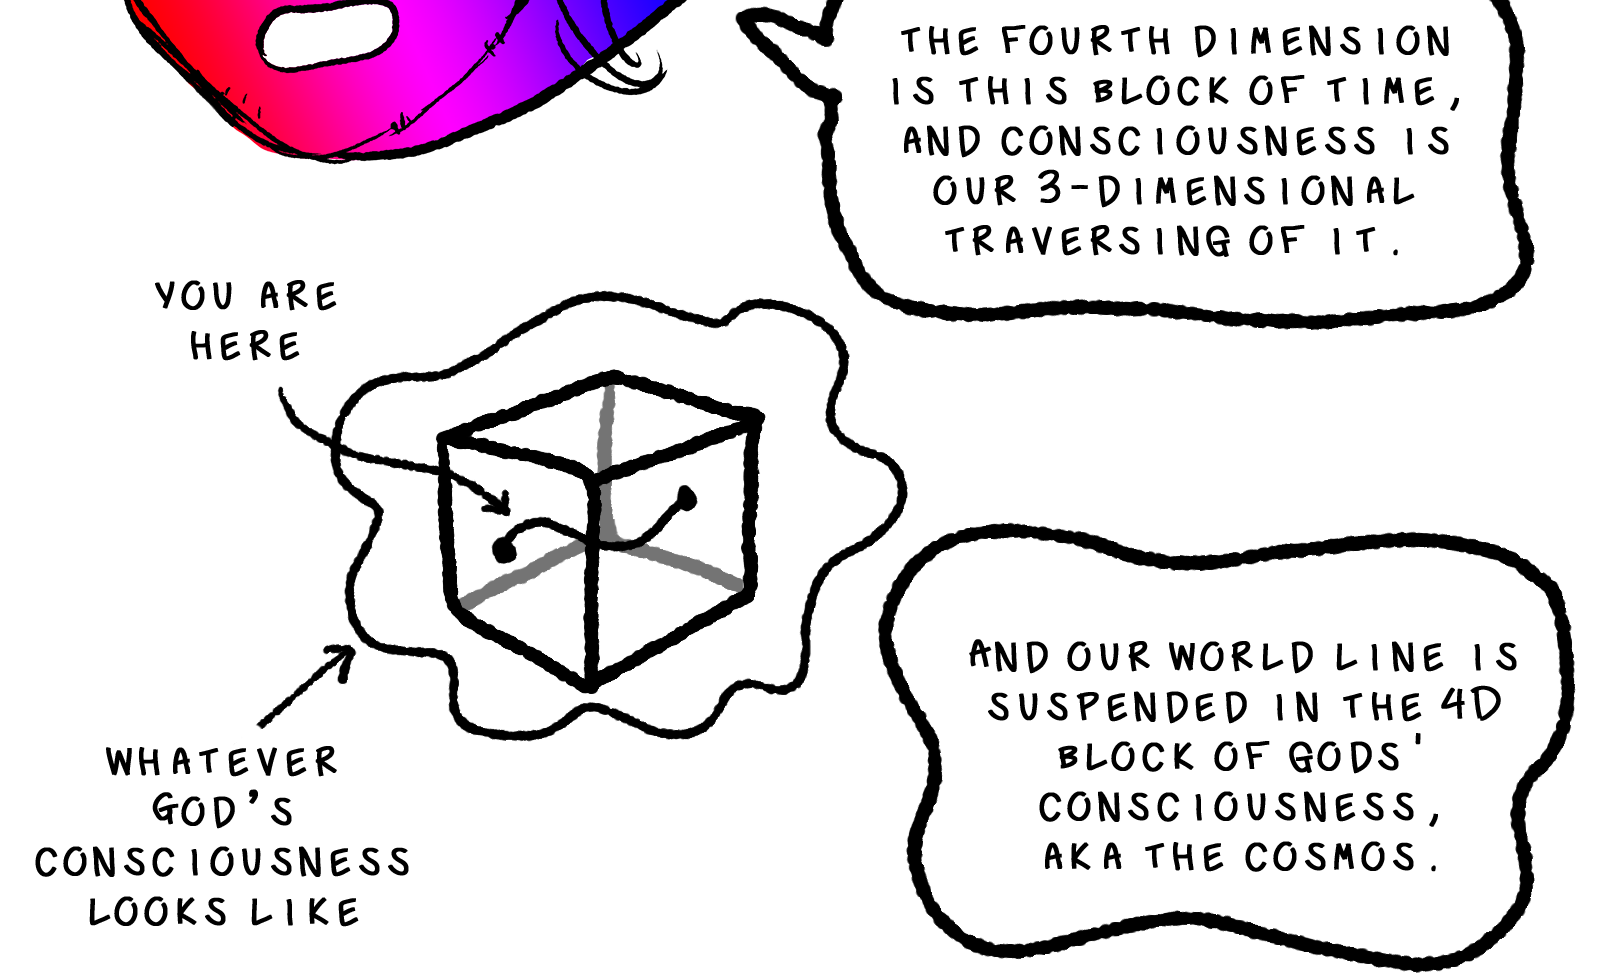 THE FOURTH DIMENSION
IS THIS BLOCK OF TIME,
AND CONSCIOUSNESS IS
OUR 3-DIMENSIONAL
TRAVERSING OF IT.
YOU ARE
HERE
WHATEVER
GOD'S
CONSCIOUSNESS
LOOKS LIKE
AND OUR WORLD LINE IS
SUSPENDED IN THE 4D
BLOCK OF GODS'
CONSCIOUSNESS,
AKA THE COSMOS.